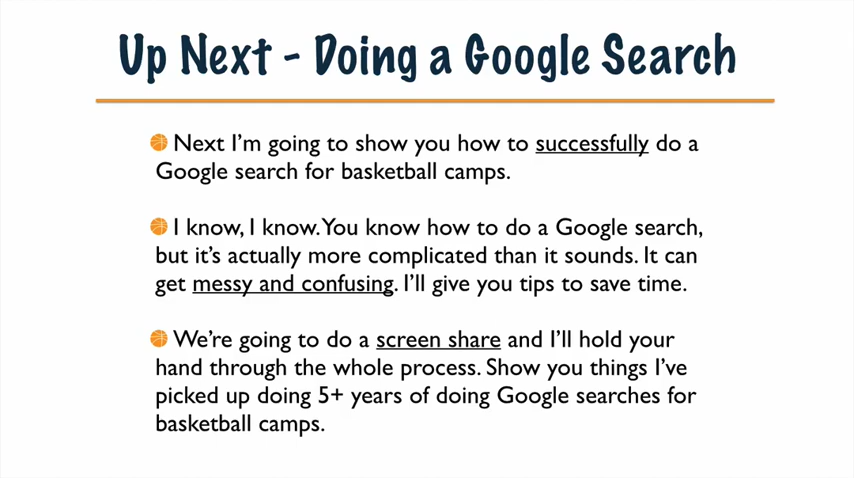 Up Next - Doing a Google Search
Next I'm going to show you how to successfully do a
Google search for basketball camps.
I know, I know. You know how to do a Google search,
but it's actually more complicated than it sounds. It can
get messy and confusing. I'll give you tips to save time.
We're going to do a screen share and I'll hold your
hand through the whole process. Show you things I've
picked up doing 5+ years of doing Google searches for
basketball camps.